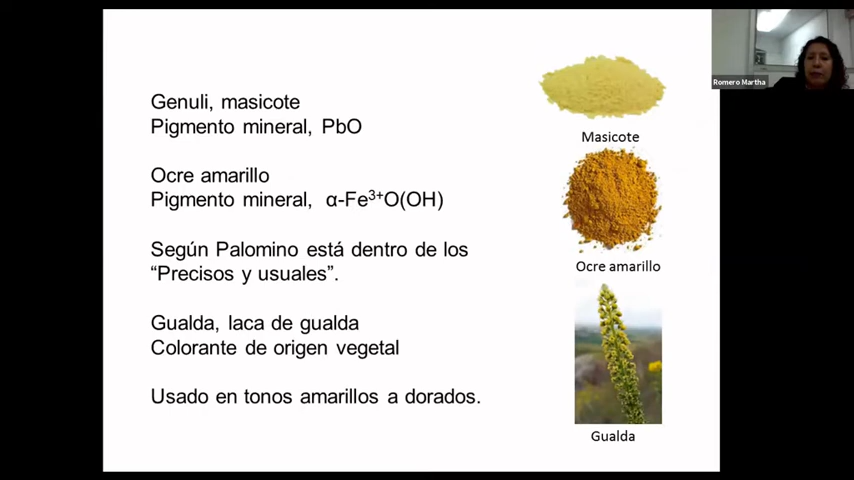 Genuli, masicote
Pigmento mineral, PbO
Ocre amarillo
Pigmento mineral, α-Fe³⁺O(OH)
Según Palomino está dentro de los
“Precisos y usuales”.
Gualda, laca de gualda
Colorante de origen vegetal
Usado en tonos amarillos a dorados.
Masicote
Ocre amarillo
Gualda
Romero Martha